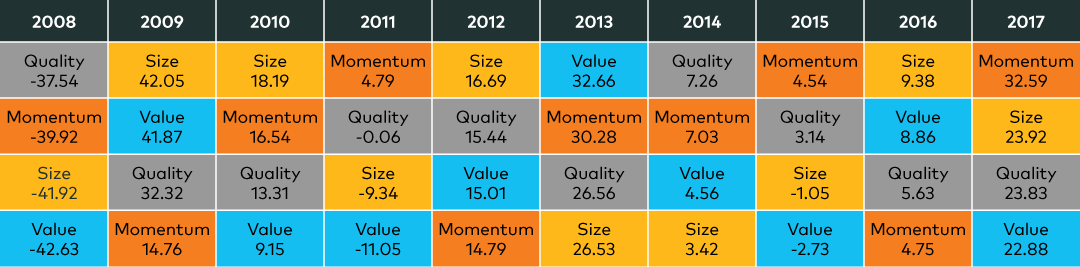 2008 2009 2010 2011 2012 2013 2014 2015 2016 2017
Quality Size Size Momentum Size Value Quality Momentum Size Momentum
-37.54 42.05 18.19 4.79 16.69 32.66 7.26 4.54 9.38 32.59
Momentum Value Momentum Quality Quality Momentum Momentum Quality Value Size
-39.92 41.87 16.54 -0.06 15.44 30.28 7.03 3.14 8.86 23.92
Size Quality Quality Size Value Quality Value Size Quality Quality
-41.92 32.32 13.31 -9.34 15.01 26.56 4.56 -1.05 5.63 23.83
Value Momentum Value Value Momentum Size Size Value Momentum Value
-42.63 14.76 9.15 -11.05 14.79 26.53 3.42 -2.73 4.75 22.88